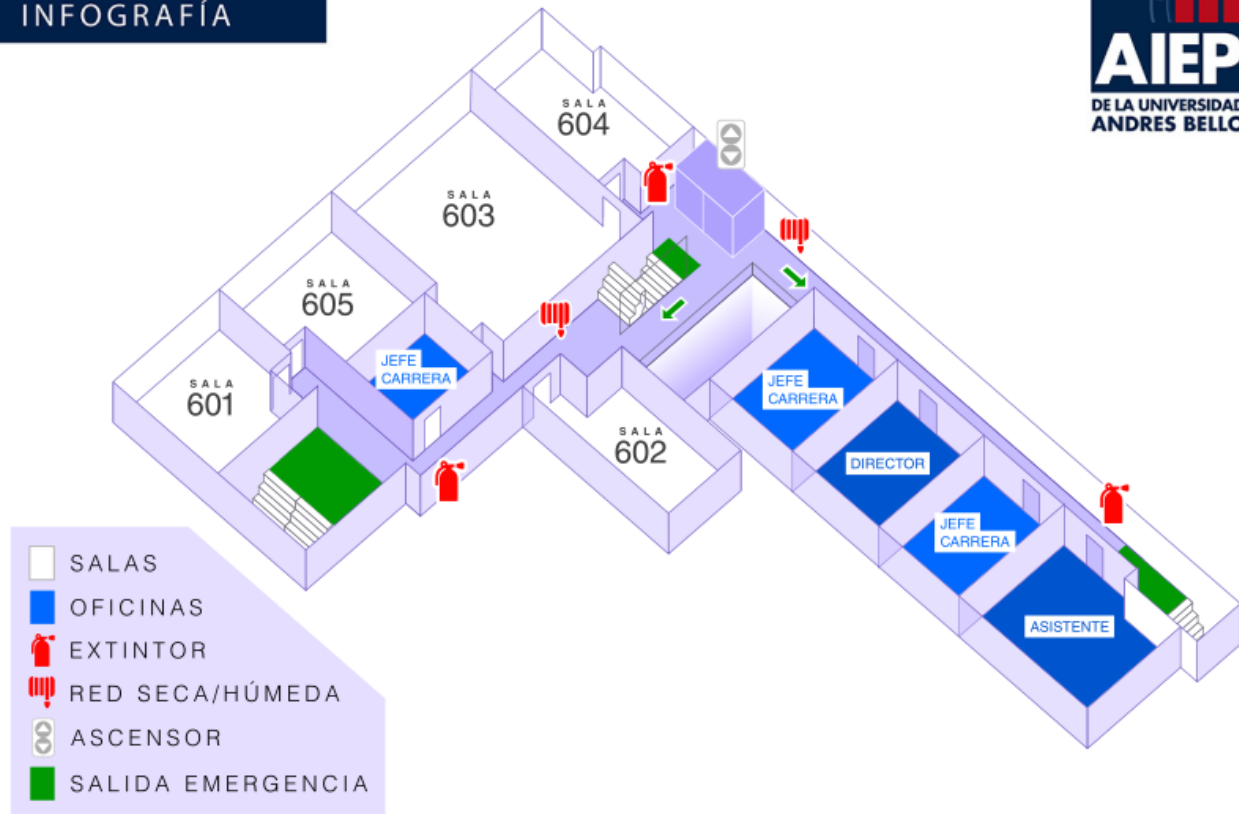 INFOGRAFÍA
AIEP
DE LA UNIVERSIDAD
ANDRES BELLO
SALA
604
SALA
603
SALA
605
JEFE
CARRERA
SALA
601
SALA
602
JEFE
CARRERA
DIRECTOR
JEFE
CARRERA
ASISTENTE
SALAS
OFICINAS
EXTINTOR
RED SECA/HÚMEDA
ASCENSOR
SALIDA EMERGENCIA